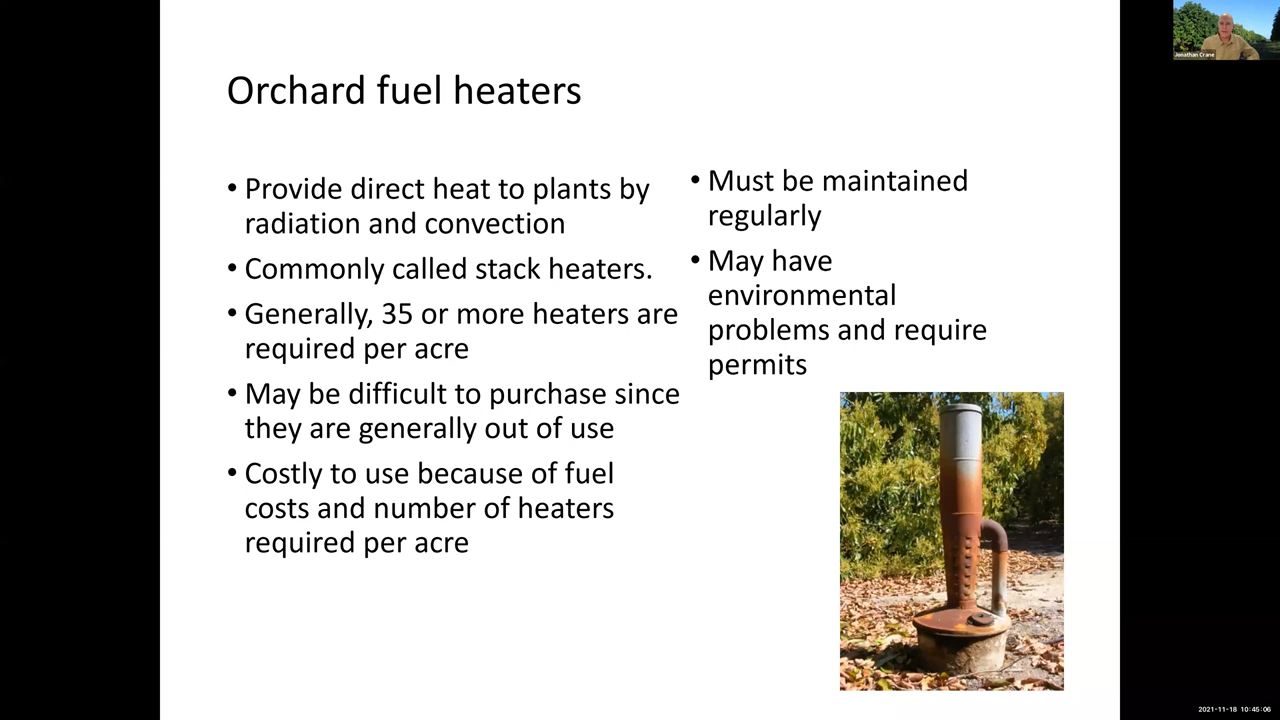 Orchard fuel heaters
• Provide direct heat to plants by
radiation and convection
• Commonly called stack heaters.
• Generally, 35 or more heaters are
required per acre
• May be difficult to purchase since
they are generally out of use
• Costly to use because of fuel
costs and number of heaters
required per acre
• Must be maintained
regularly
• May have
environmental
problems and require
permits
Jonathan Crane
2021-11-18 10:45:06